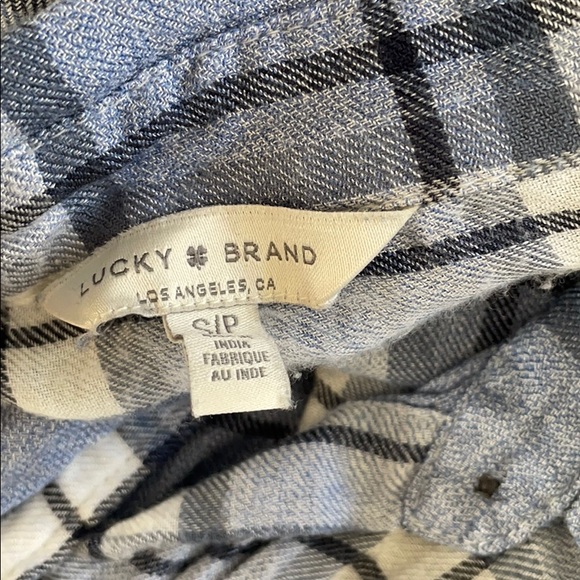 LUCKY BRAND
LOS ANGELES, CA
S/P
INDIA
FABRIQUE
AU INDE